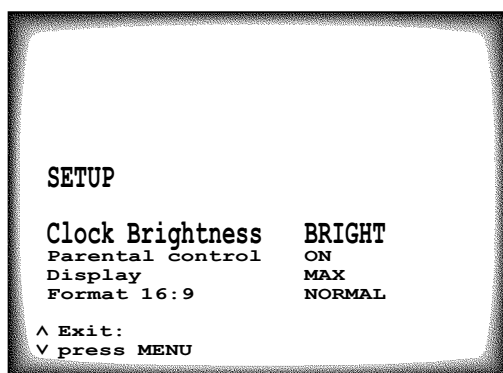 SETUP
Clock Brightness BRIGHT
Parental control ON
Display MAX
Format 16:9 NORMAL
∧ Exit:
∨ press MENU